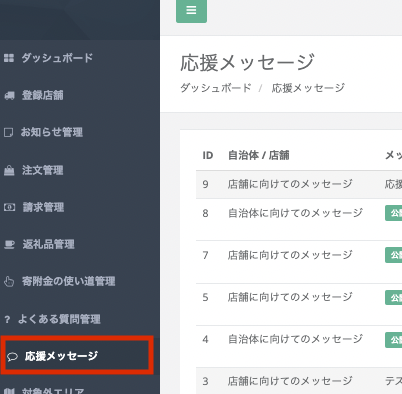 ダッシュボード
登録店舗
お知らせ管理
注文管理
請求管理
返礼品管理
寄附金の使い道管理
? よくある質問管理
応援メッセージ
対象外エリア
応援メッセージ
ダッシュボード / 応援メッセージ
ID 自治体 / 店舗 メッ
9 店舗に向けてのメッセージ 応援
8 自治体に向けてのメッセージ 公開
7 店舗に向けてのメッセージ 公開
5 店舗に向けてのメッセージ 公開
4 自治体に向けてのメッセージ 公開
3 店舗に向けてのメッセージ テス